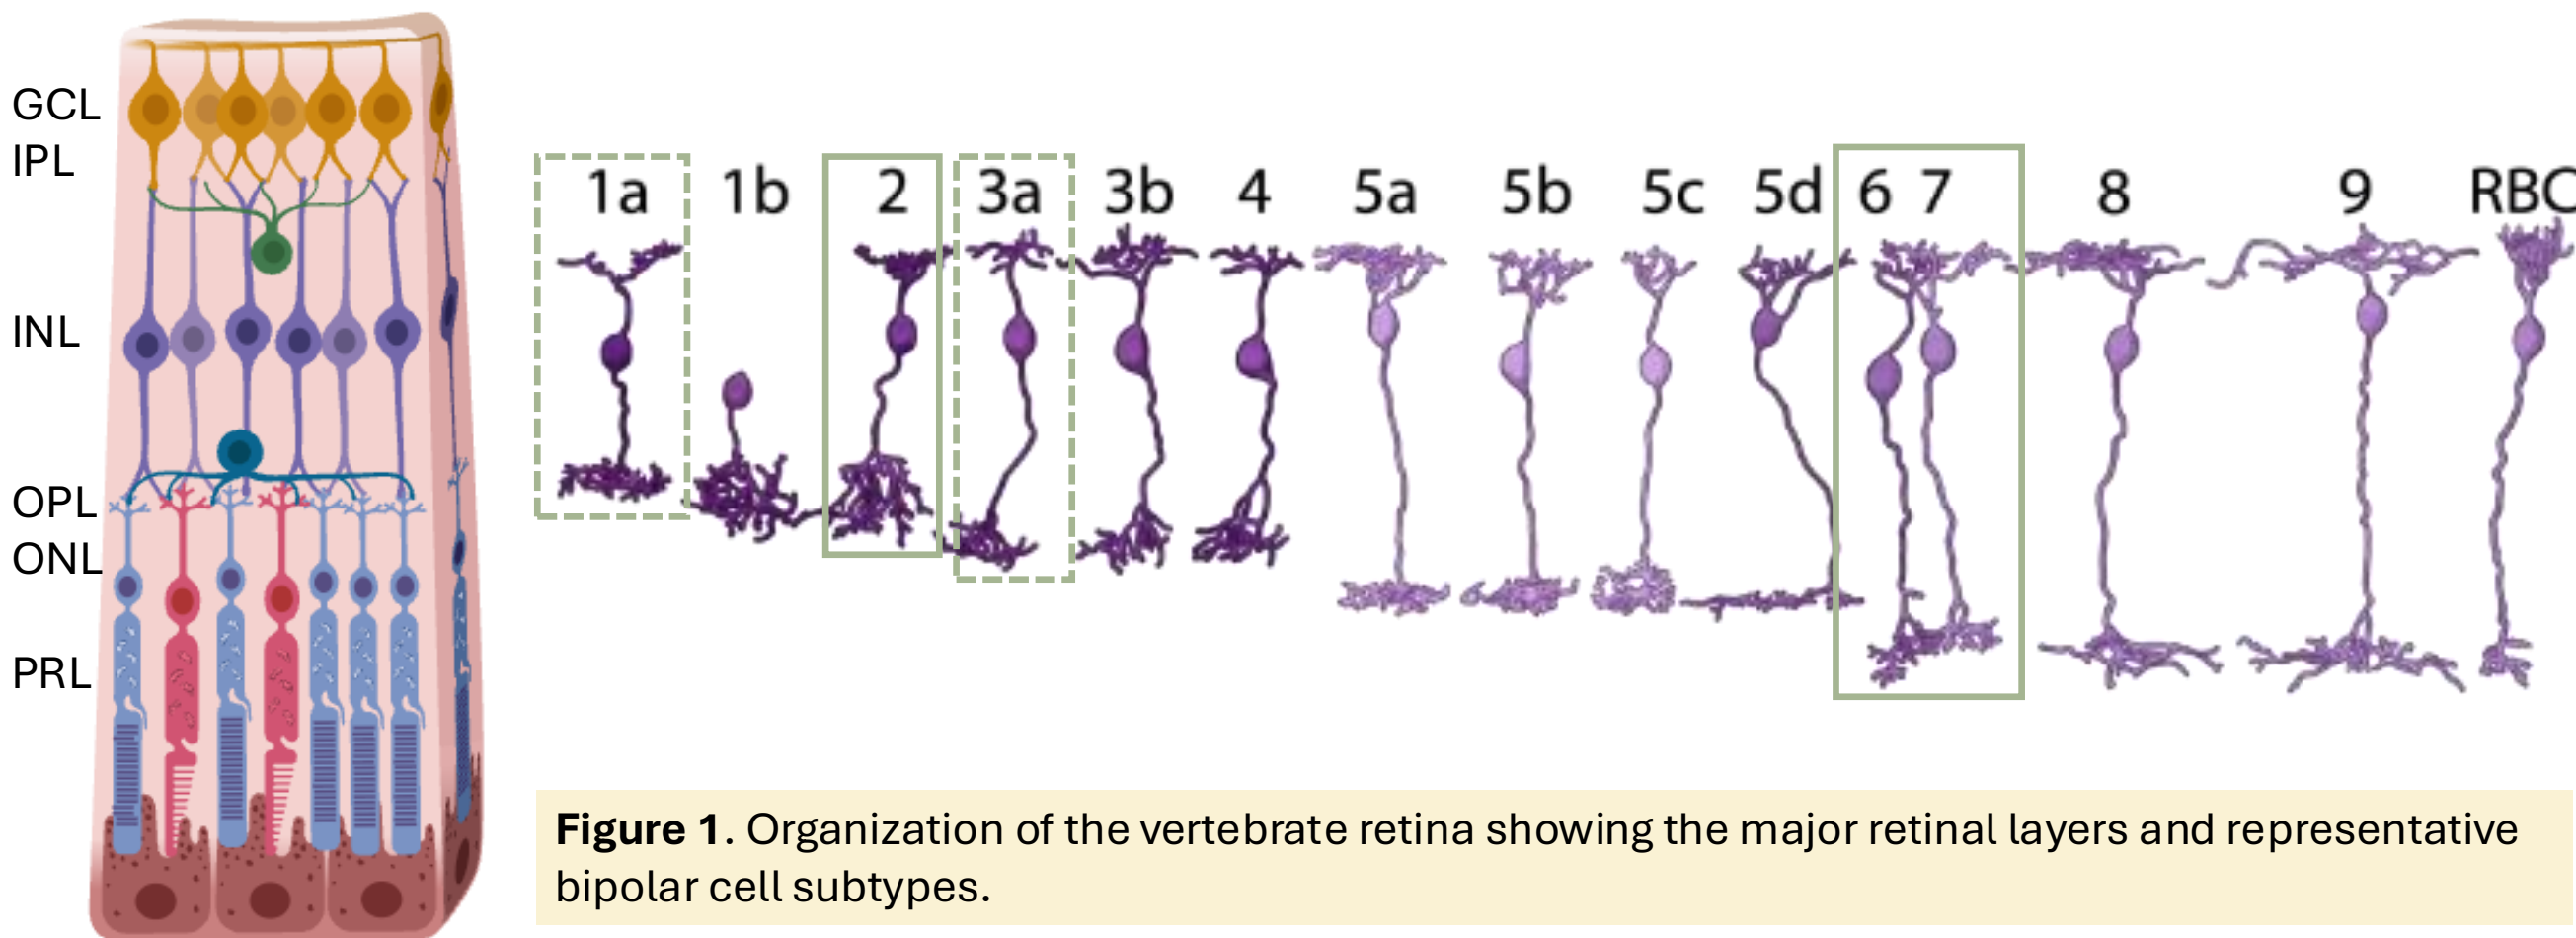 GCL
IPL
INL
OPL
ONL
PRL
1a 1b 2 3a 3b 4 5a 5b 5c 5d 6 7 8 9 RBC
Figure 1. Organization of the vertebrate retina showing the major retinal layers and representative
bipolar cell subtypes.